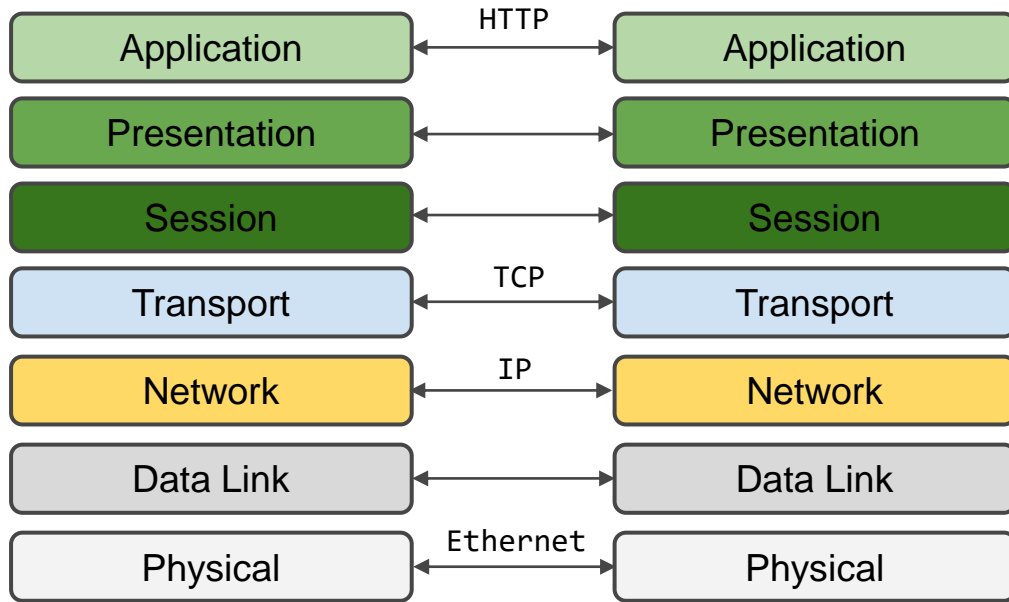 HTTP
Application
Application
Presentation
Presentation
Session
Session
TCP
Transport
Transport
IP
Network
Network
Data Link
Data Link
Ethernet
Physical
Physical